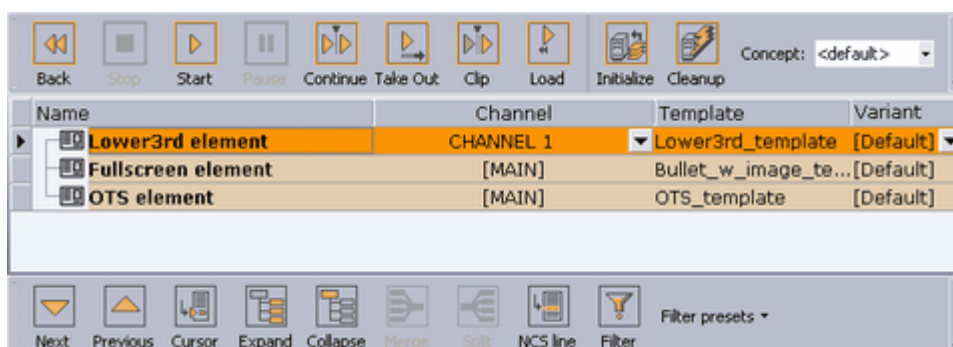 Back Stop Start Pause Continue Take Out Clip Load Initialize Cleanup Concept: <default>
Name Channel Template Variant
Lower3rd element CHANNEL 1 Lower3rd_template [Default]
Fullscreen element [MAIN] Bullet_w_image_te... [Default]
OTS element [MAIN] OTS_template [Default]
Next Previous Cursor Expand Collapse Merge Split NCS line Filter Filter presets